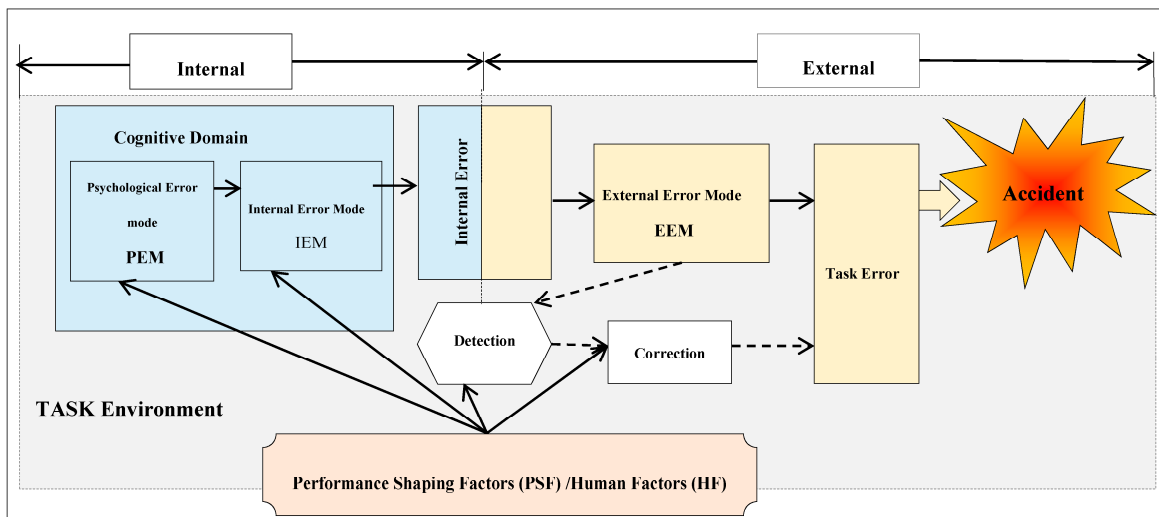 Internal
External
Cognitive Domain
Psychological Error
mode
PEM
Internal Error Mode
IEM
Internal Error
External Error Mode
EEM
Task Error
Accident
Detection
Correction
TASK Environment
Performance Shaping Factors (PSF) /Human Factors (HF)